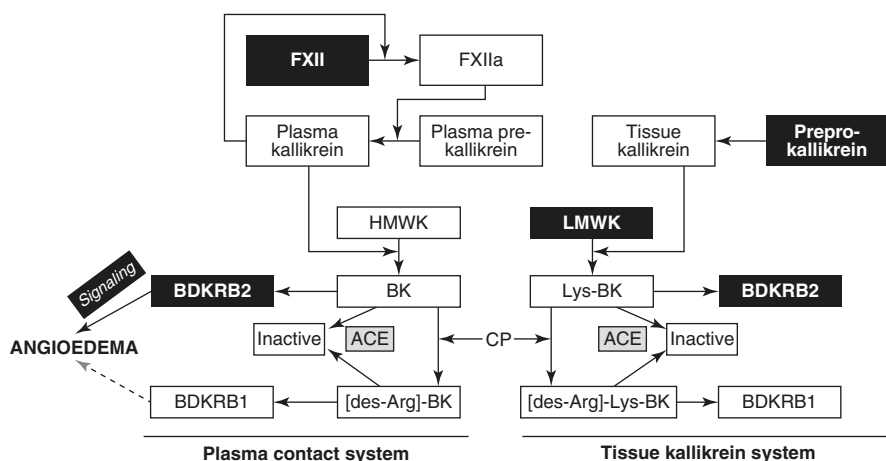 FXII
FXIIa
Plasma
kallikrein
Plasma pre-
kallikrein
Tissue
kallikrein
Prepro-
kallikrein
HMWK
LMWK
Signaling
BDKRB2
BK
Lys-BK
BDKRB2
ANGIOEDEMA
Inactive
ACE
CP
ACE
Inactive
BDKRB1
[des-Arg]-BK
[des-Arg]-Lys-BK
BDKRB1
Plasma contact system
Tissue kallikrein system